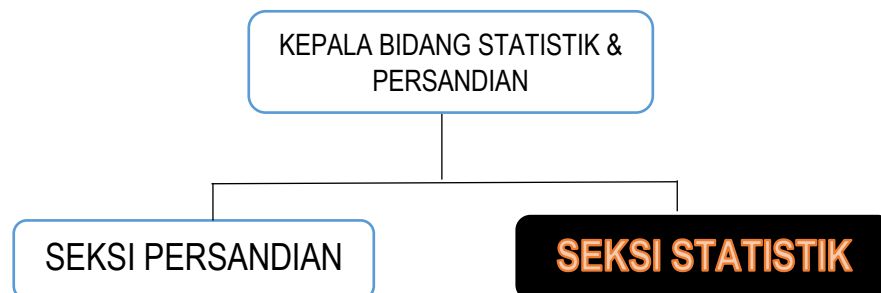 KEPALA BIDANG STATISTIK &
PERSANDIAN
SEKSI PERSANDIAN
SEKSI STATISTIK